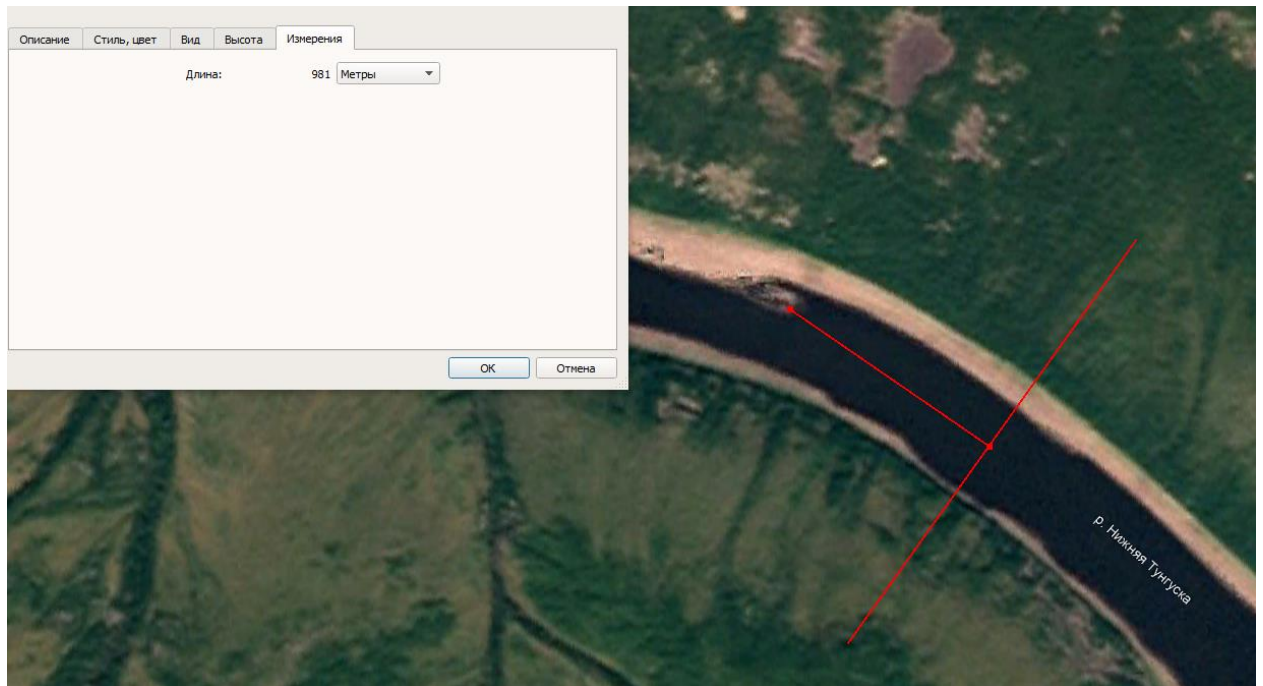 Описание Стиль, цвет Вид Высота Измерения
Длина: 981 Метры
OK Отмена
р. Нижняя Тунгуска